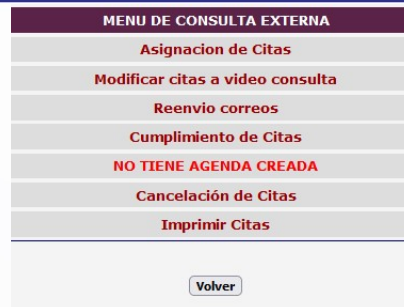 MENU DE CONSULTA EXTERNA
Asignacion de Citas
Modificar citas a video consulta
Reenvio correos
Cumplimiento de Citas
NO TIENE AGENDA CREADA
Cancelación de Citas
Imprimir Citas
Volver